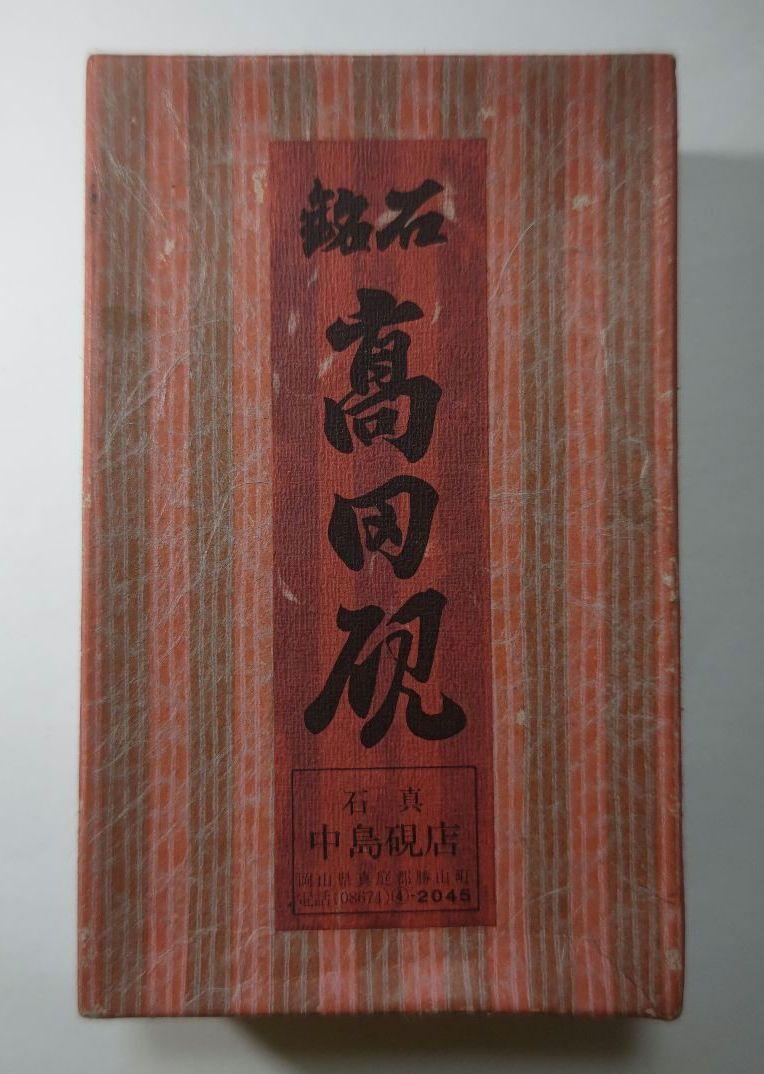 銘石
髙田硯
石真
中島硯店
岡山県真庭郡勝山町
電話(08674)④-2045